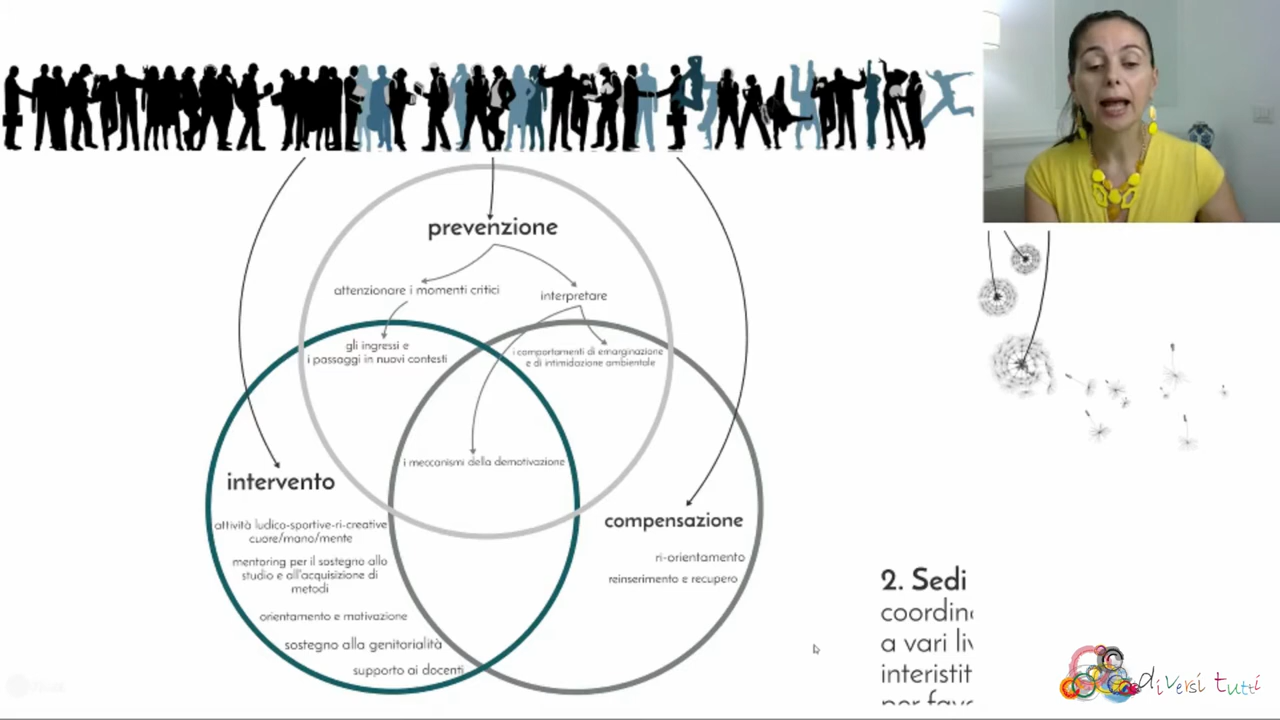 prevenzione
attenzionare i momenti critici
interpretare
gli ingressi e
i passaggi in nuovi contesti
i comportamenti di emarginazione
e di intimidazione ambientale
i meccanismi della demotivazione
intervento
attività ludico-sportive-ri-creative
cuore/mano/mente
mentoring per il sostegno allo
studio e all'acquisizione di
metodi
orientamento e motivazione
sostegno alla genitorialità
supporto ai docenti
compensazione
ri-orientamento
reinserimento e recupero
2. Sedi
coordin
a vari liv
interistit
per favo
diversi tutti